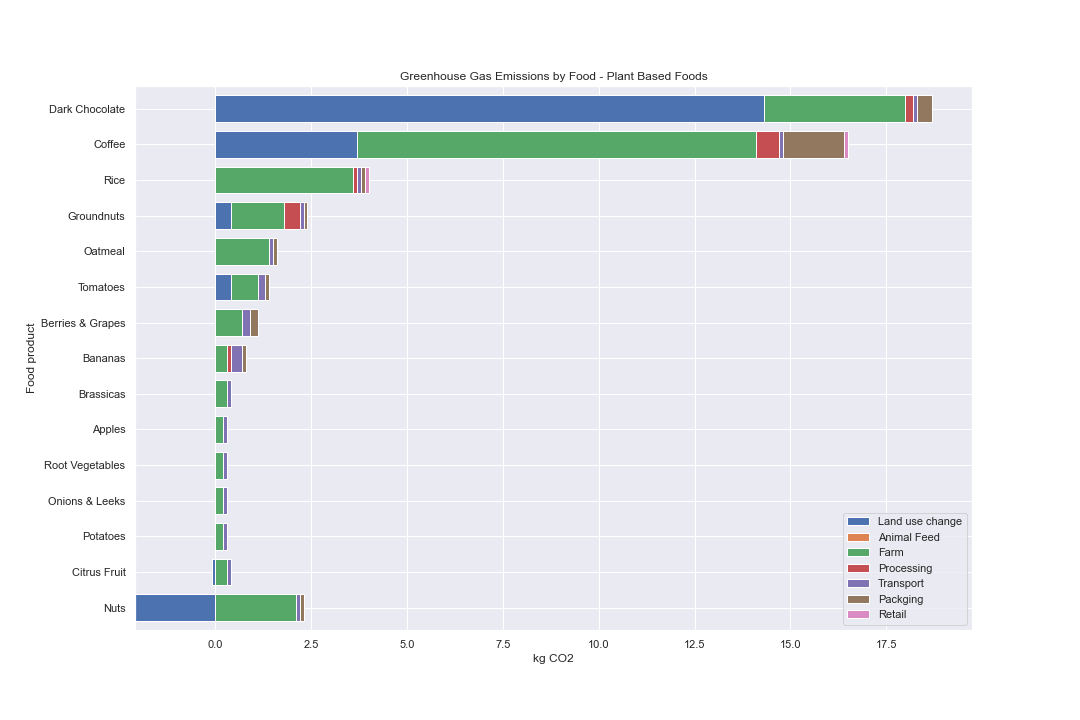 Greenhouse Gas Emissions by Food - Plant Based Foods
Food product
Dark Chocolate
Coffee
Rice
Groundnuts
Oatmeal
Tomatoes
Berries & Grapes
Bananas
Brassicas
Apples
Root Vegetables
Onions & Leeks
Potatoes
Citrus Fruit
Nuts
Land use change
Animal Feed
Farm
Processing
Transport
Packging
Retail
0.0 2.5 5.0 7.5 10.0 12.5 15.0 17.5
kg CO2